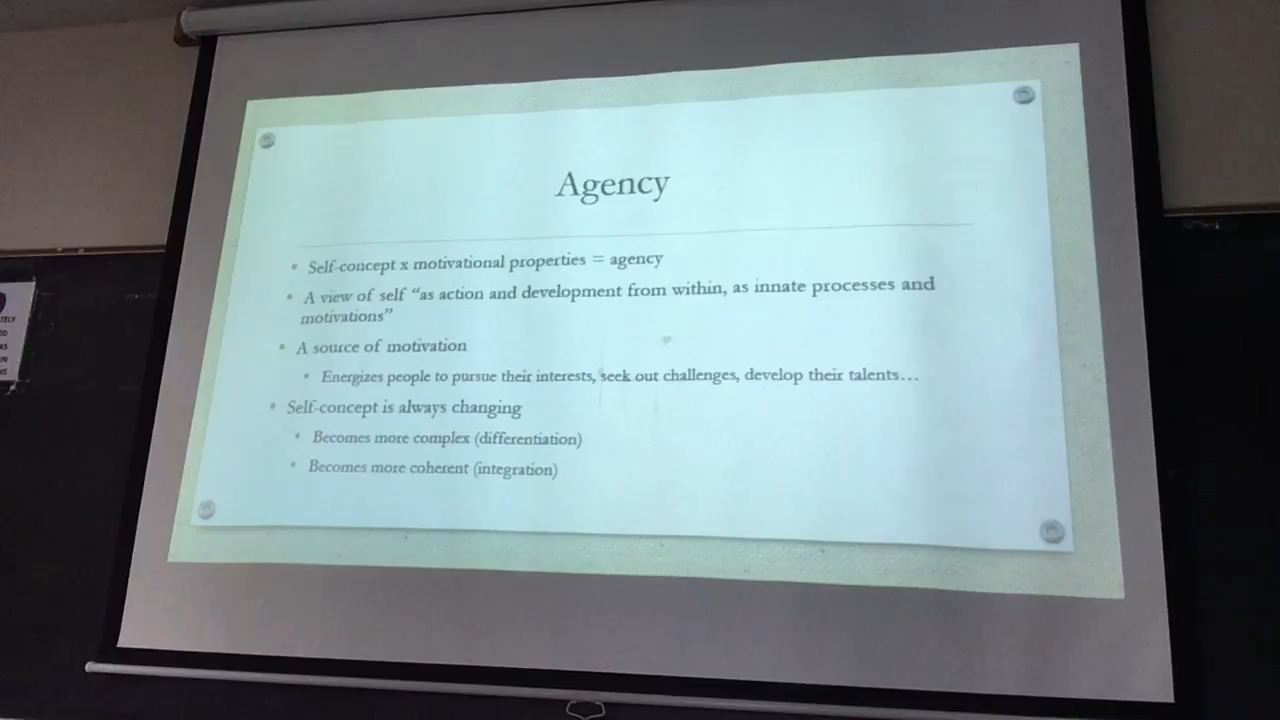 Agency
• Self-concept x motivational properties = agency
• A view of self “as action and development from within, as innate processes and
motivations”
• A source of motivation
• Energizes people to pursue their interests, seek out challenges, develop their talents…
• Self-concept is always changing
• Becomes more complex (differentiation)
• Becomes more coherent (integration)